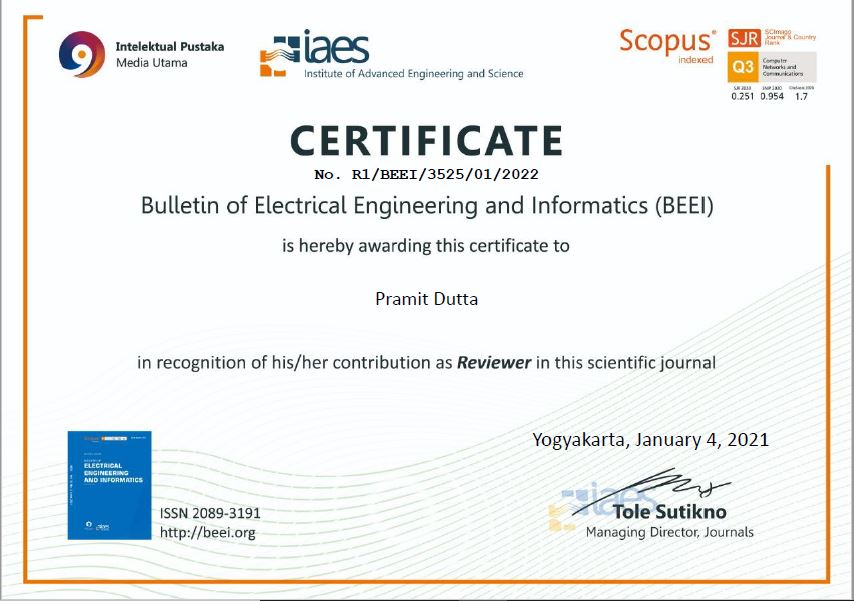 Intelektual Pustaka
Media Utama
iaes
Institute of Advanced Engineering and Science
Scopus®
indexed
SJR
SCImago
Journal & Country
Rank
Q3
Computer
Networks and
Communications
SJR 2020 SNIP 2020 CiteScore 2020
0.251 0.954 1.7
CERTIFICATE
No. R1/BEEI/3525/01/2022
Bulletin of Electrical Engineering and Informatics (BEEI)
is hereby awarding this certificate to
Pramit Dutta
in recognition of his/her contribution as Reviewer in this scientific journal
Yogyakarta, January 4, 2021
ELECTRICAL
ENGINEERING
AND INFORMATICS
iaes
ISSN 2089-3191
http://beei.org
iaes
Tole Sutikno
Managing Director, Journals